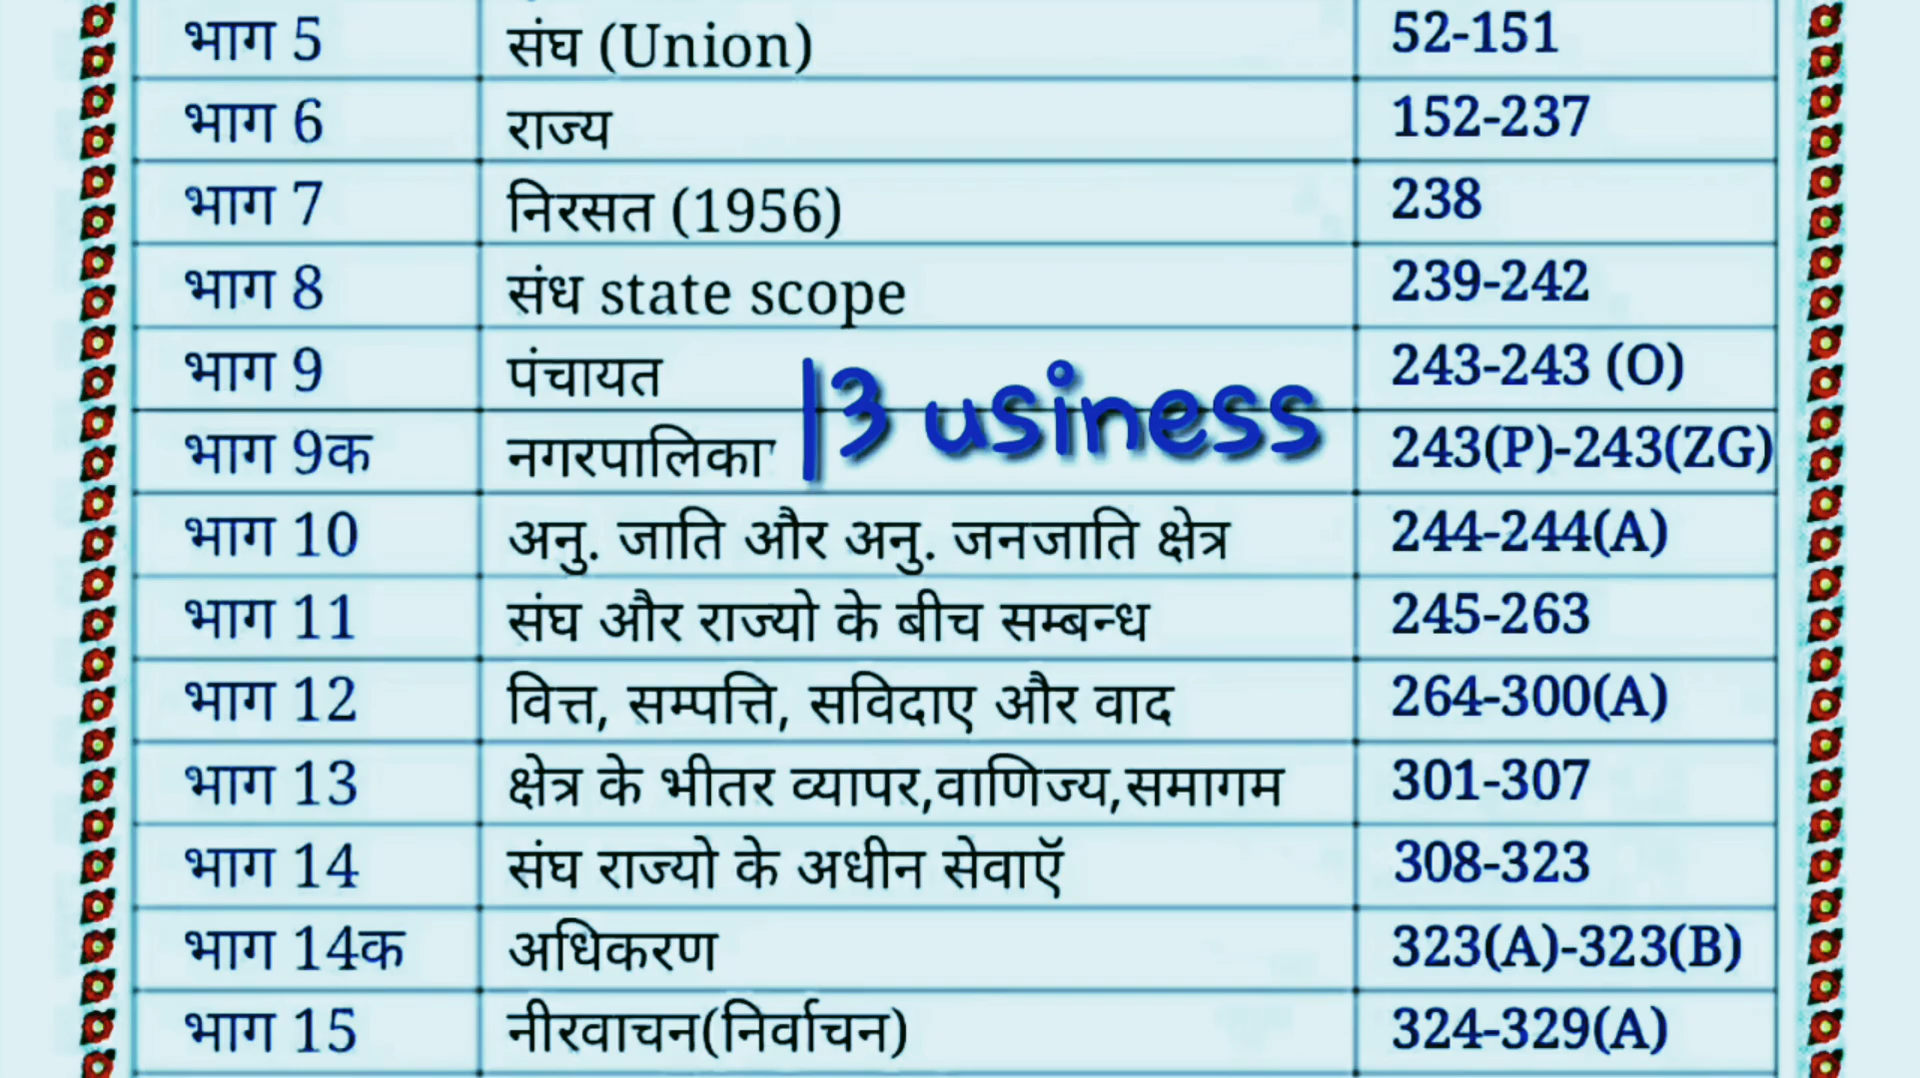 भाग 5 संघ (Union) 52-151
भाग 6 राज्य 152-237
भाग 7 निरसत (1956) 238
भाग 8 संध state scope 239-242
भाग 9 पंचायत 243-243 (O)
|3 usiness
भाग 9क नगरपालिका 243(P)-243(ZG)
भाग 10 अनु. जाति और अनु. जनजाति क्षेत्र 244-244(A)
भाग 11 संघ और राज्यो के बीच सम्बन्ध 245-263
भाग 12 वित्त, सम्पत्ति, सविदाए और वाद 264-300(A)
भाग 13 क्षेत्र के भीतर व्यापर,वाणिज्य,समागम 301-307
भाग 14 संघ राज्यो के अधीन सेवाऍ 308-323
भाग 14क अधिकरण 323(A)-323(B)
भाग 15 नीरवाचन(निर्वाचन) 324-329(A)